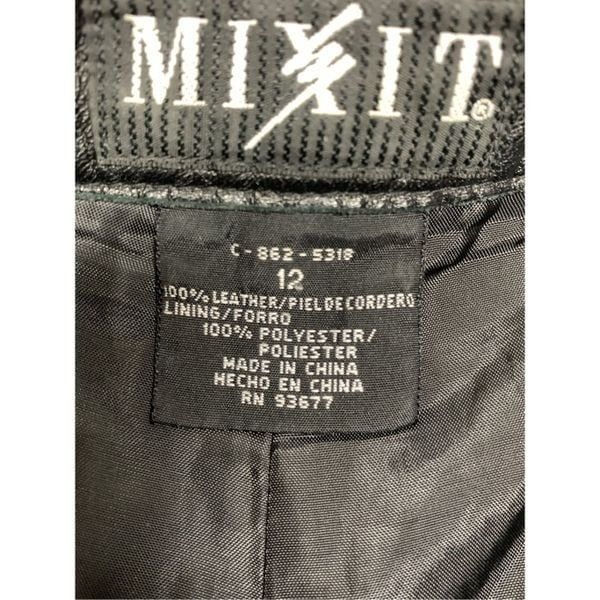 MIXIT®
C-862-5318
12
100% LEATHER/PIELDECORDERO
LINING/FORRO
100% POLYESTER/
POLIESTER
MADE IN CHINA
HECHO EN CHINA
RN 93677